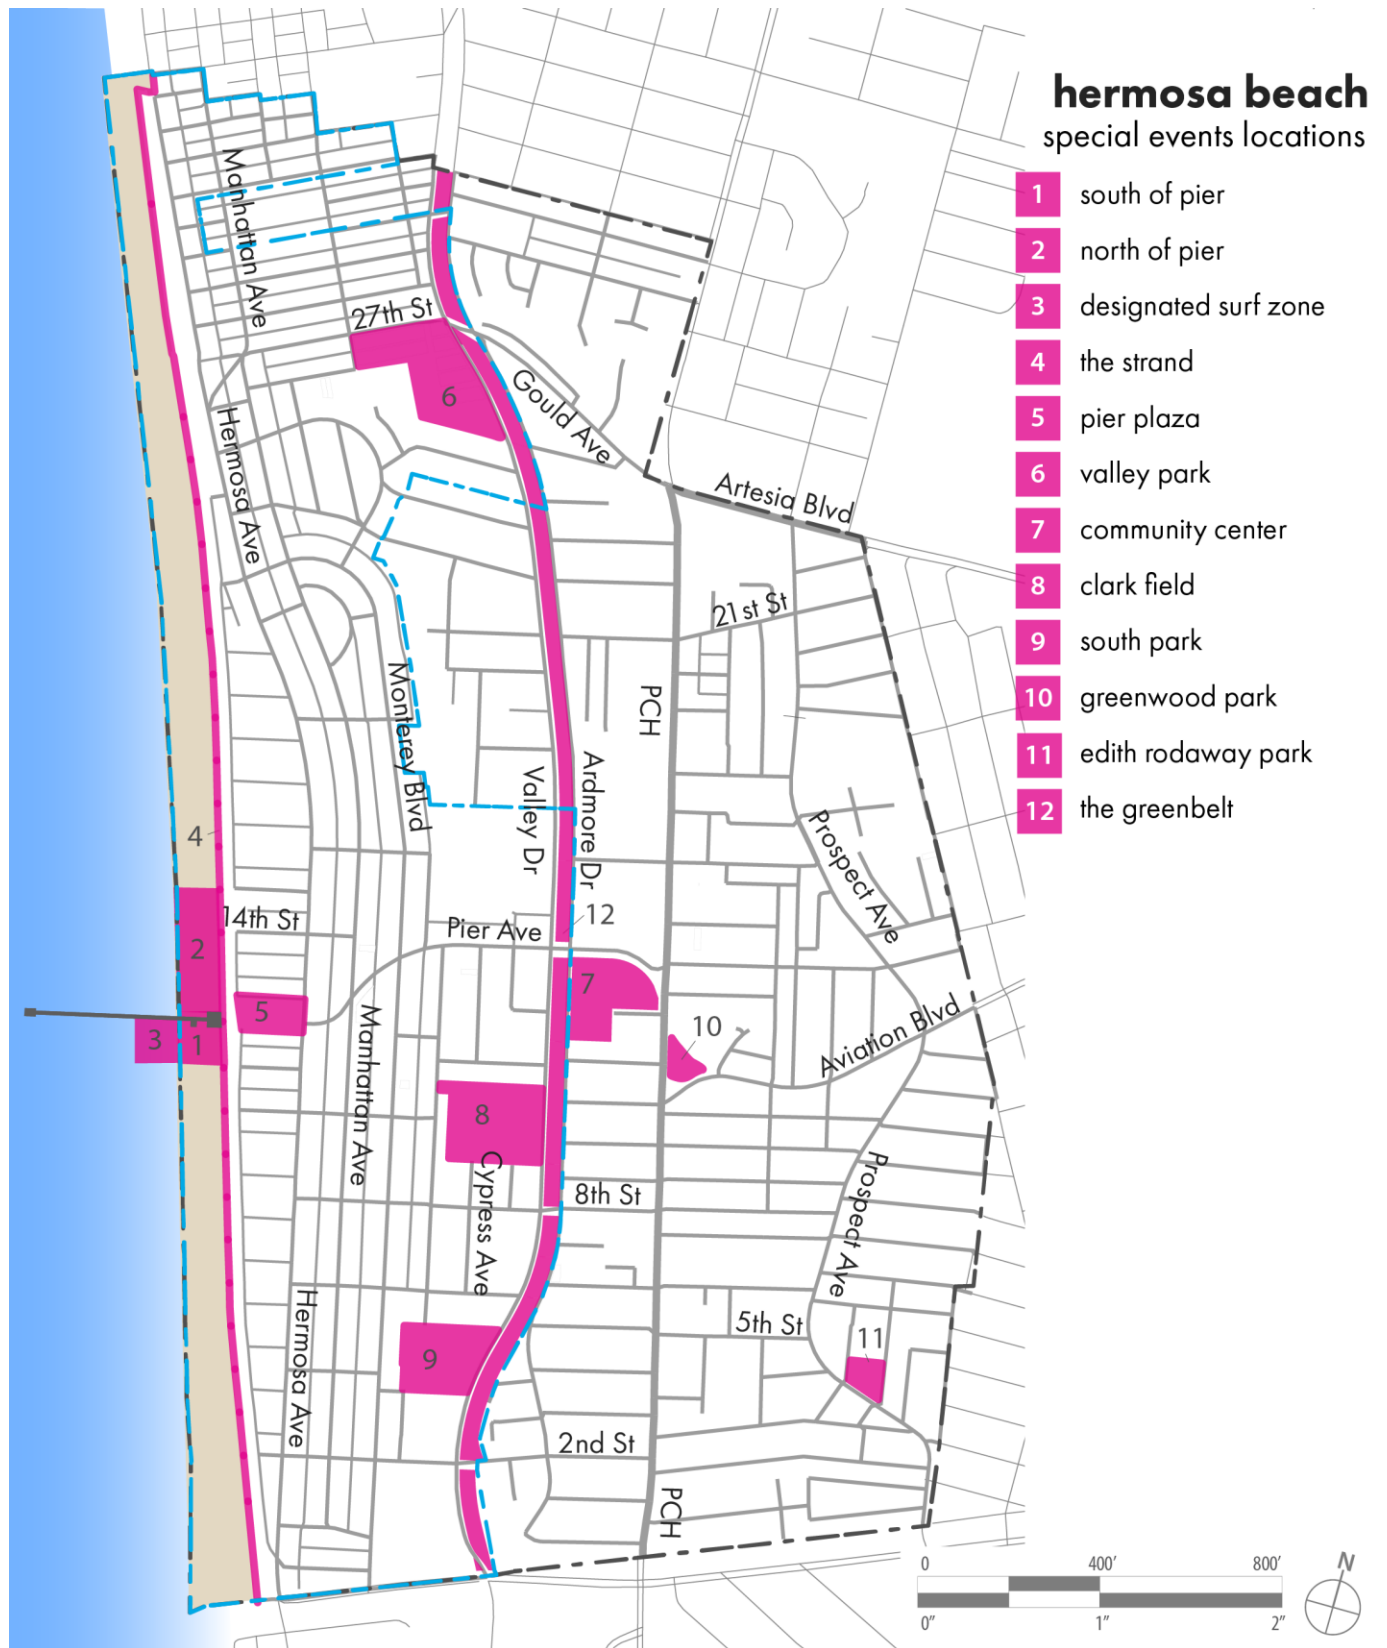 hermosa beach
special events locations
1 south of pier
2 north of pier
3 designated surf zone
4 the strand
5 pier plaza
6 valley park
7 community center
8 clark field
9 south park
10 greenwood park
11 edith rodaway park
12 the greenbelt
Manhattan Ave
27th St
6
Gould Ave
Hermosa Ave
Artesia Blvd
21st St
Monterey Blvd
PCH
Valley Dr
Ardmore Dr
Prospect Ave
4
14th St
Pier Ave
12
2
7
5
10
3
1
Aviation Blvd
Manhattan Ave
8
Cypress Ave
8th St
Prospect Ave
Hermosa Ave
5th St
11
9
2nd St
PCH
0 400' 800'
0" 1" 2"
N